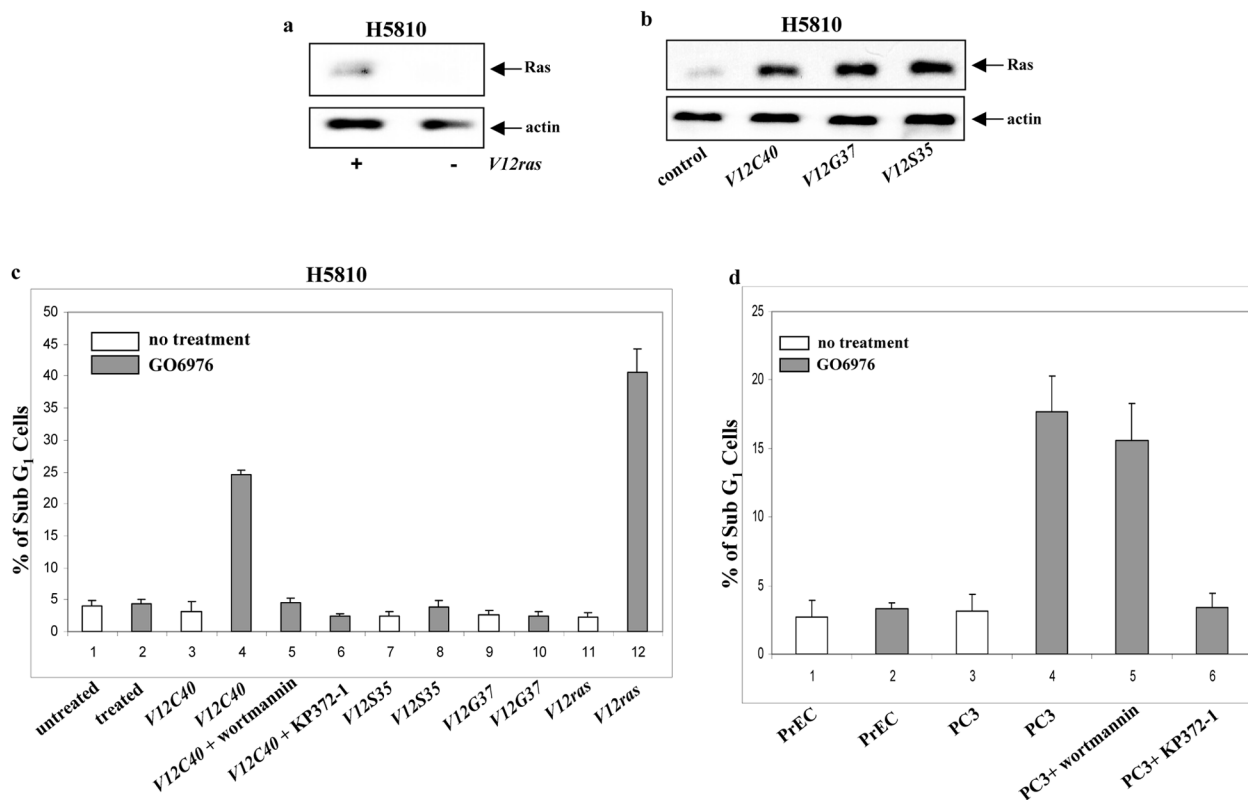 a
H5810
Ras
actin
+ - V12ras
b
H5810
Ras
actin
control V12C40 V12G37 V12S35
c
H5810
% of Sub G1 Cells
50
45
40
35
30
25
20
15
10
5
0
no treatment
GO6976
1 2 3 4 5 6 7 8 9 10 11 12
untreated
treated
V12C40
V12C40
V12C40 + wortmannin
V12C40 + KP372-1
V12S35
V12S35
V12G37
V12G37
V12ras
V12ras
d
% of Sub G1 Cells
25
20
15
10
5
0
no treatment
GO6976
1 2 3 4 5 6
PrEC
PrEC
PC3
PC3
PC3+ wortmannin
PC3+ KP372-1